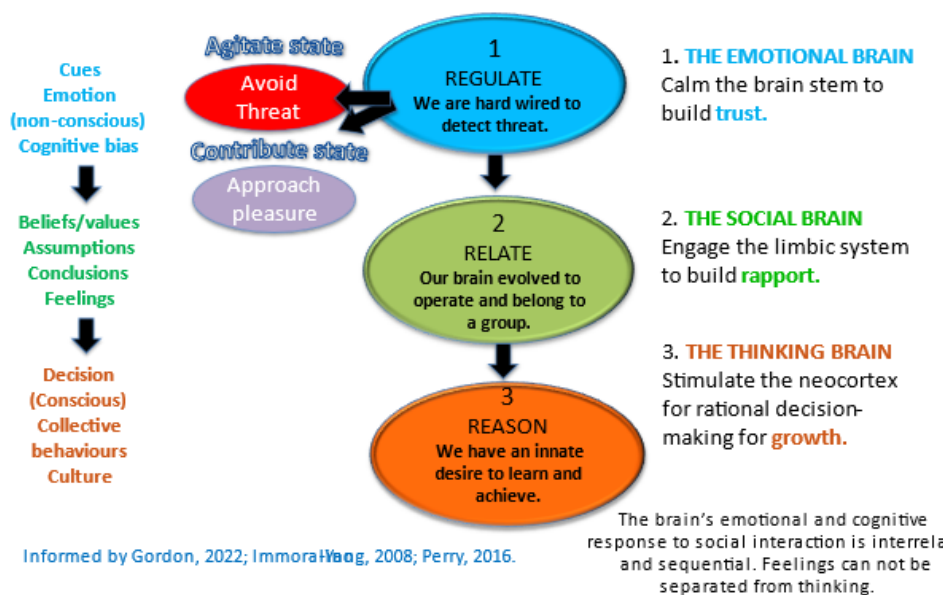 Cues
Emotion
(non-conscious)
Cognitive bias
Beliefs/values
Assumptions
Conclusions
Feelings
Decision
(Conscious)
Collective
behaviours
Culture
Agitate state
Avoid
Threat
Contribute state
Approach
pleasure
1
REGULATE
We are hard wired to
detect threat.
2
RELATE
Our brain evolved to
operate and belong to
a group.
3
REASON
We have an innate
desire to learn and
achieve.
1. THE EMOTIONAL BRAIN
Calm the brain stem to
build trust.
2. THE SOCIAL BRAIN
Engage the limbic system
to build rapport.
3. THE THINKING BRAIN
Stimulate the neocortex
for rational decision-
making for growth.
Informed by Gordon, 2022; 2008; Perry, 2016.
The brain's emotional and cognitive
response to social interaction is interrela
and sequential. Feelings can not be
separated from thinking.